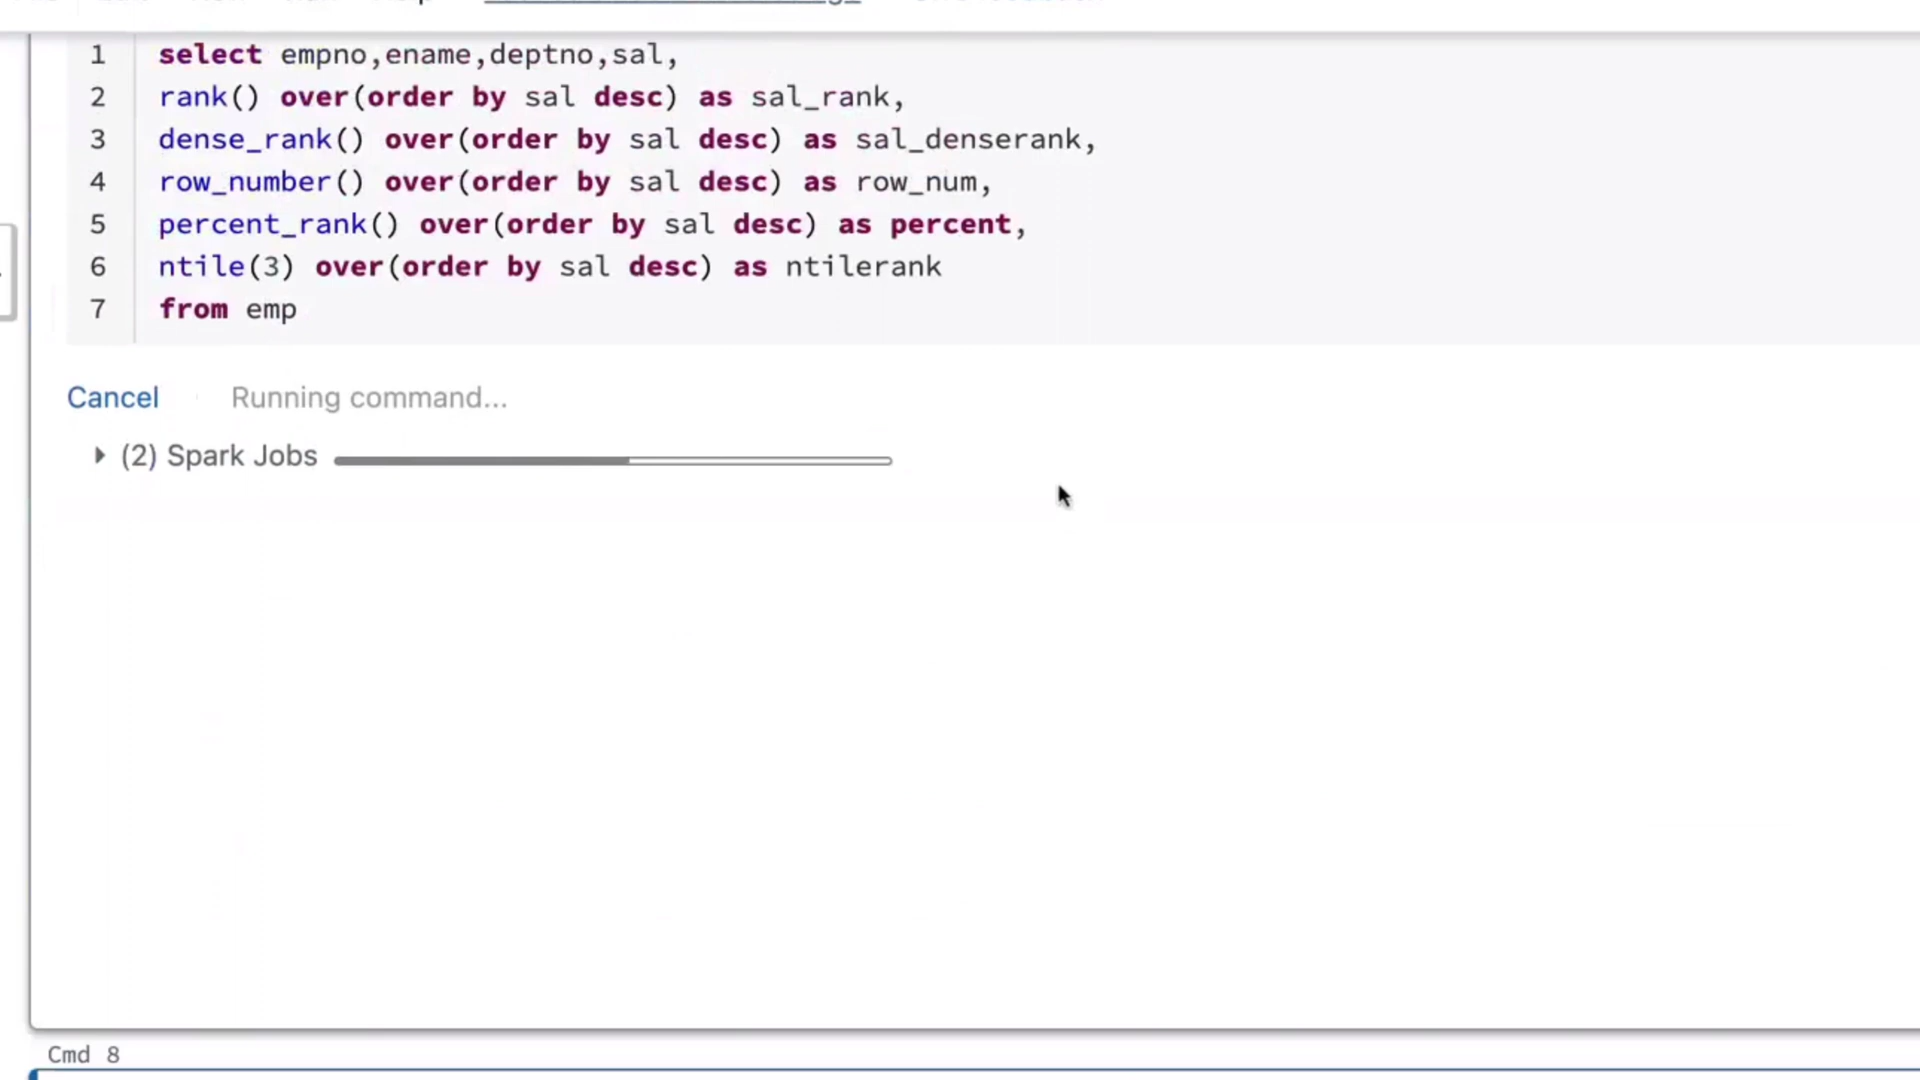 1 select empno,ename,deptno,sal,
2 rank() over(order by sal desc) as sal_rank,
3 dense_rank() over(order by sal desc) as sal_denserank,
4 row_number() over(order by sal desc) as row_num,
5 percent_rank() over(order by sal desc) as percent,
6 ntile(3) over(order by sal desc) as ntilerank
7 from emp
Cancel Running command...
(2) Spark Jobs
Cmd 8